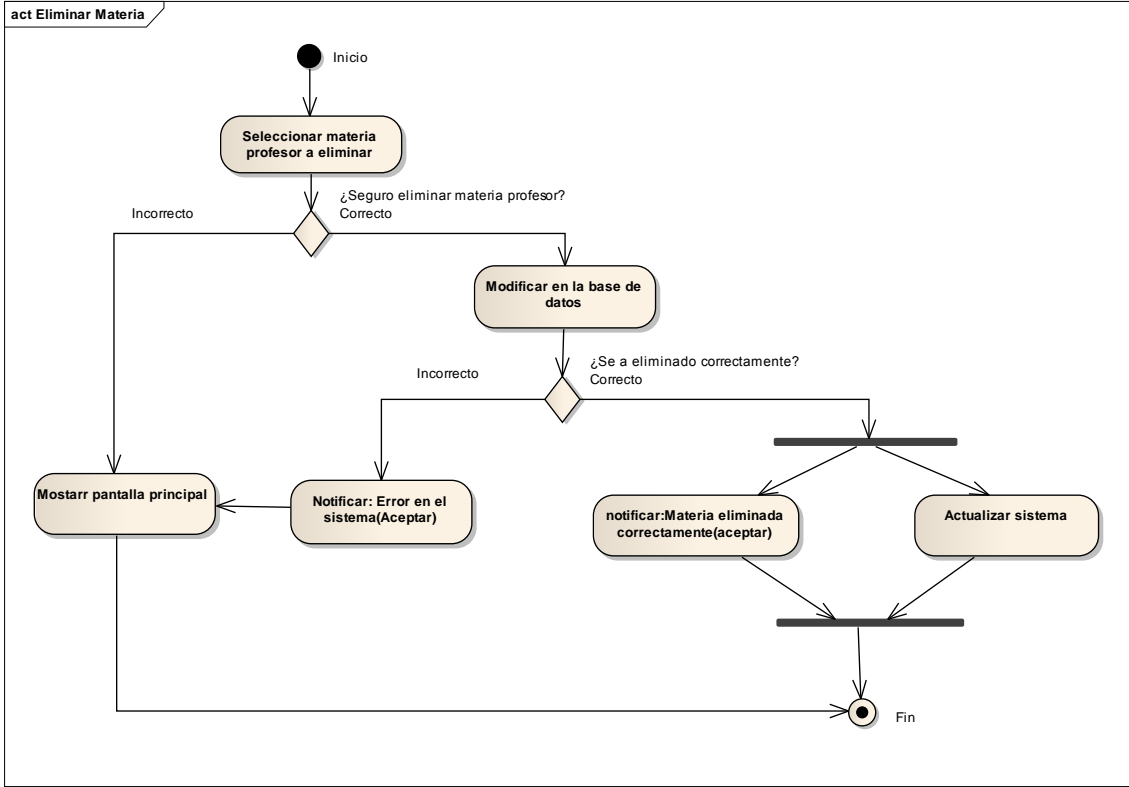 act Eliminar Materia
Inicio
Seleccionar materia
profesor a eliminar
¿Seguro eliminar materia profesor?
Incorrecto
Correcto
Modificar en la base de
datos
¿Se a eliminado correctamente?
Incorrecto
Correcto
Mostarr pantalla principal
Notificar: Error en el
sistema(Aceptar)
notificar:Materia eliminada
correctamente(aceptar)
Actualizar sistema
Fin